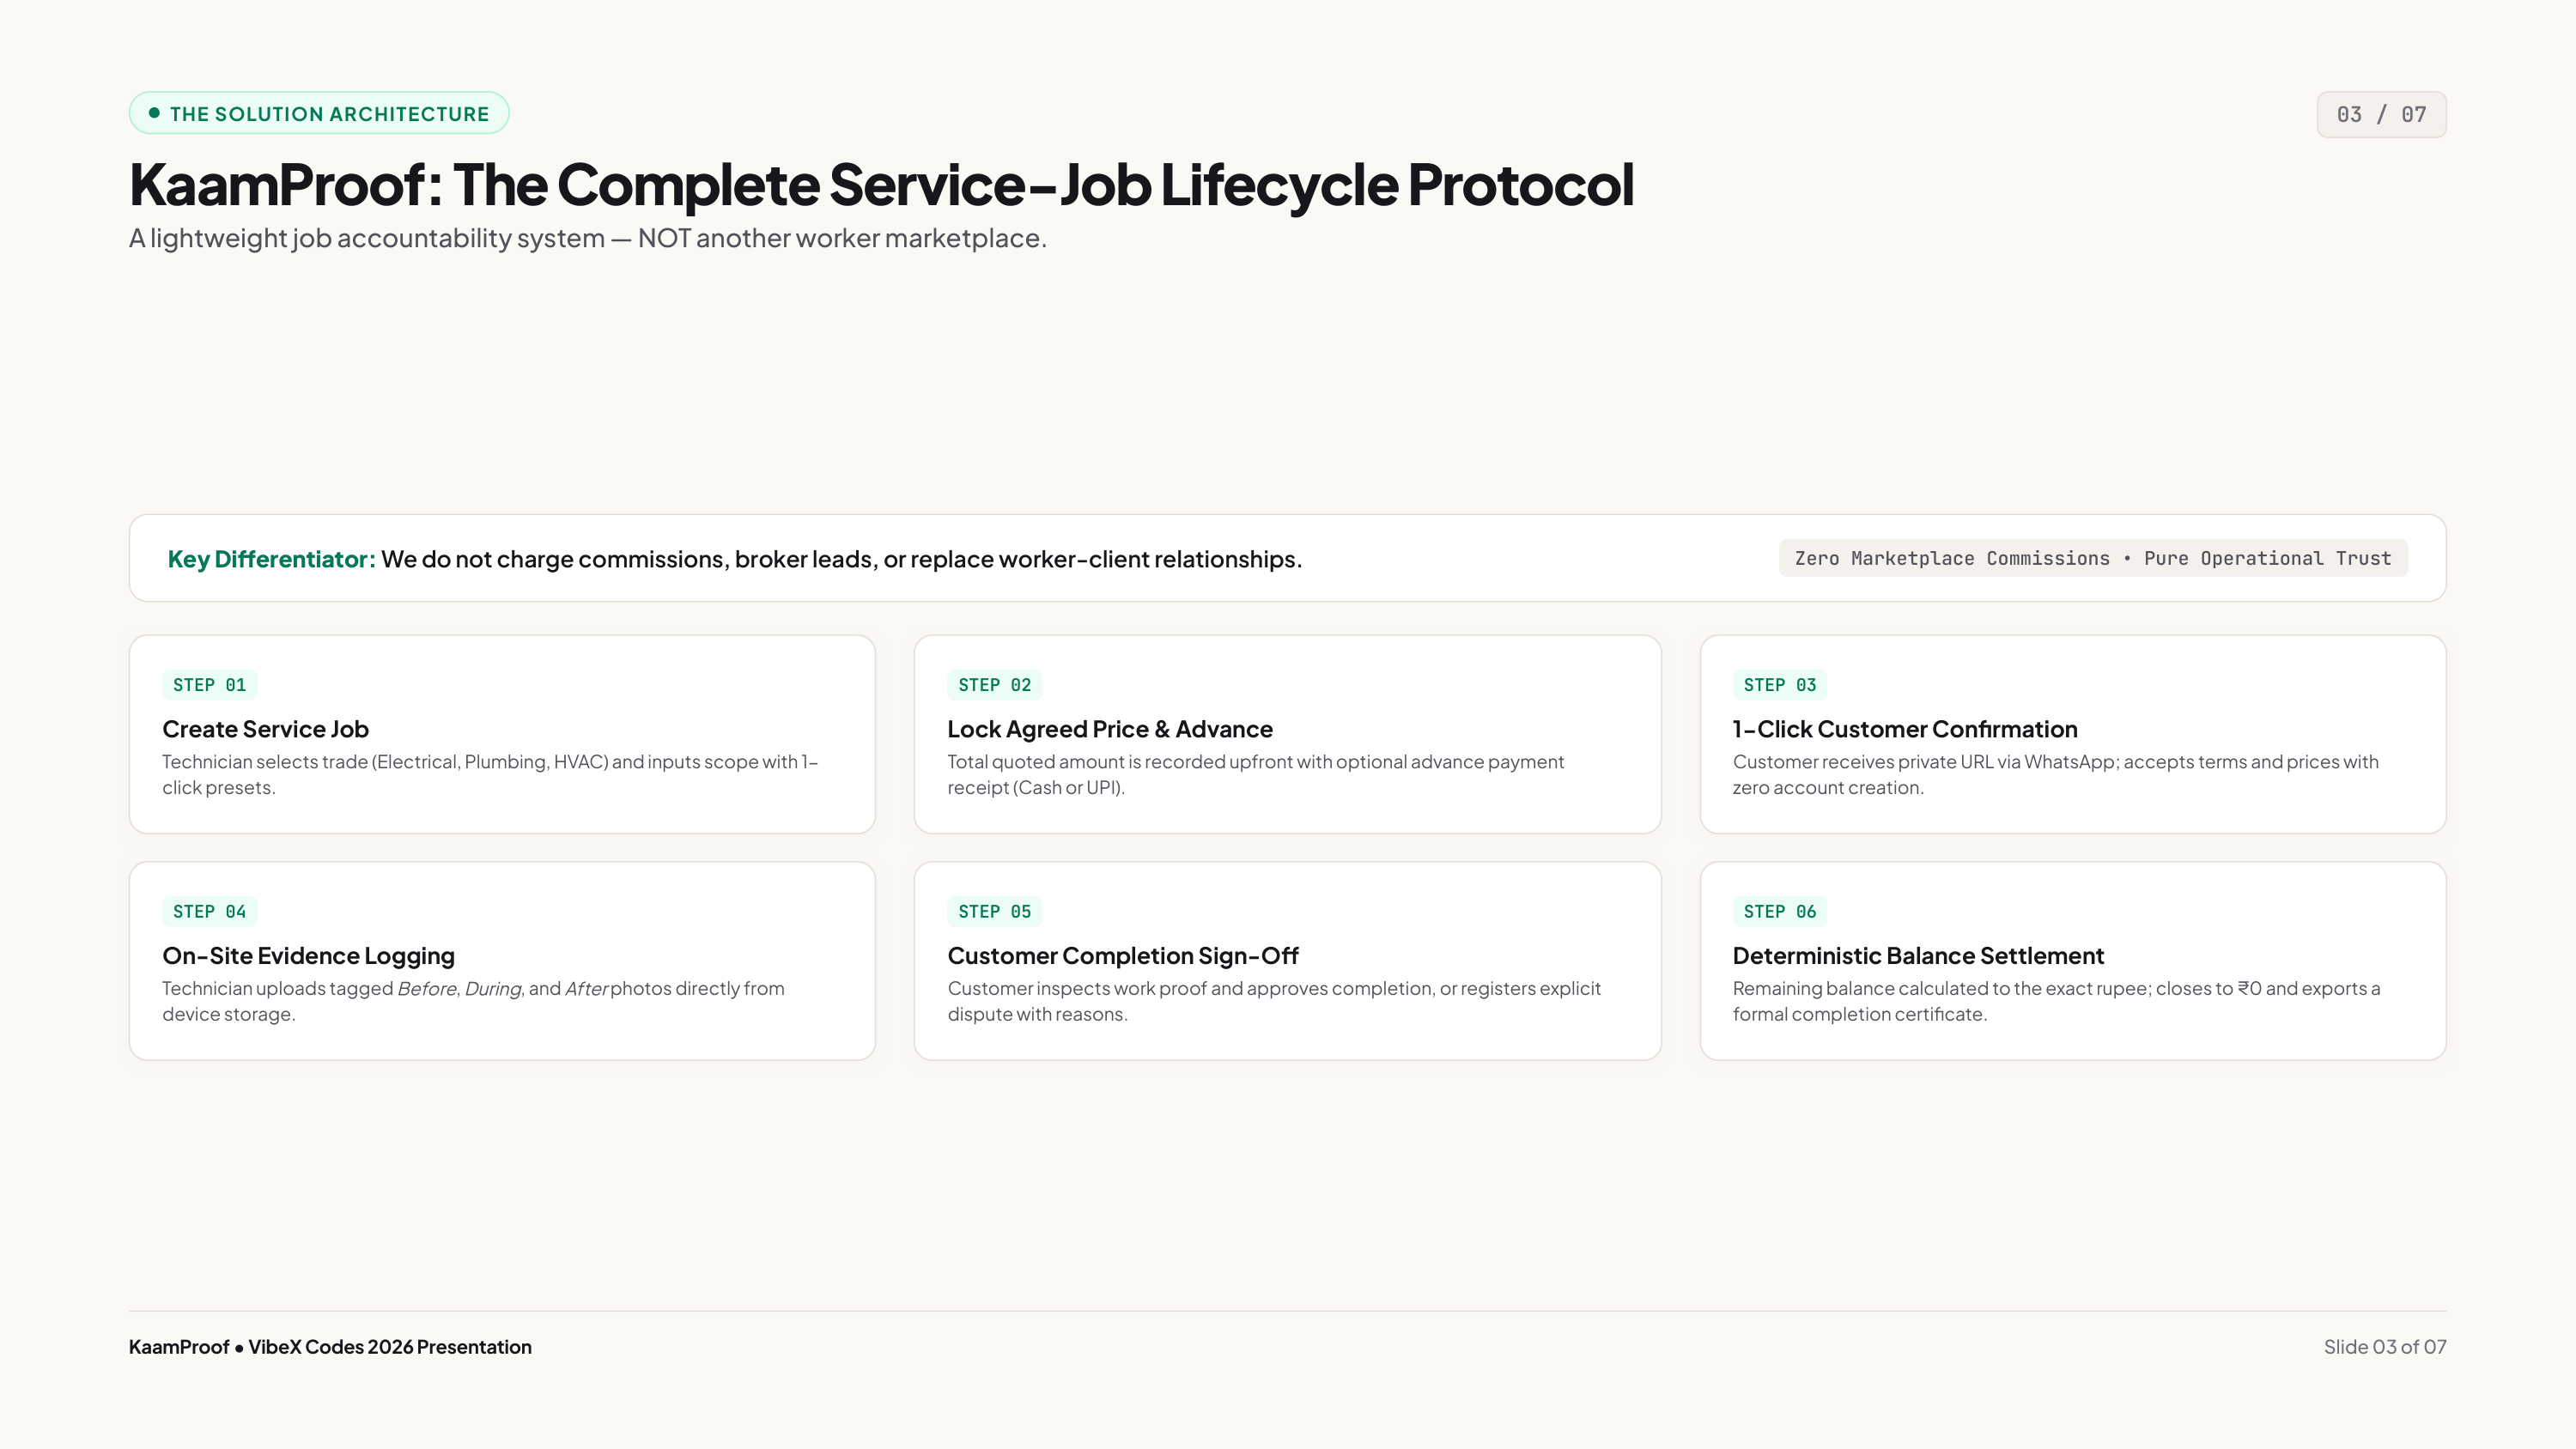 THE SOLUTION ARCHITECTURE
03 / 07
KaamProof: The Complete Service-Job Lifecycle Protocol
A lightweight job accountability system — NOT another worker marketplace.
Key Differentiator: We do not charge commissions, broker leads, or replace worker-client relationships.
Zero Marketplace Commissions • Pure Operational Trust
STEP 01
Create Service Job
Technician selects trade (Electrical, Plumbing, HVAC) and inputs scope with 1-
click presets.
STEP 02
Lock Agreed Price & Advance
Total quoted amount is recorded upfront with optional advance payment
receipt (Cash or UPI).
STEP 03
1-Click Customer Confirmation
Customer receives private URL via WhatsApp; accepts terms and prices with
zero account creation.
STEP 04
On-Site Evidence Logging
Technician uploads tagged Before, During, and After photos directly from
device storage.
STEP 05
Customer Completion Sign-Off
Customer inspects work proof and approves completion, or registers explicit
dispute with reasons.
STEP 06
Deterministic Balance Settlement
Remaining balance calculated to the exact rupee; closes to ₹0 and exports a
formal completion certificate.
KaamProof • VibeX Codes 2026 Presentation
Slide 03 of 07